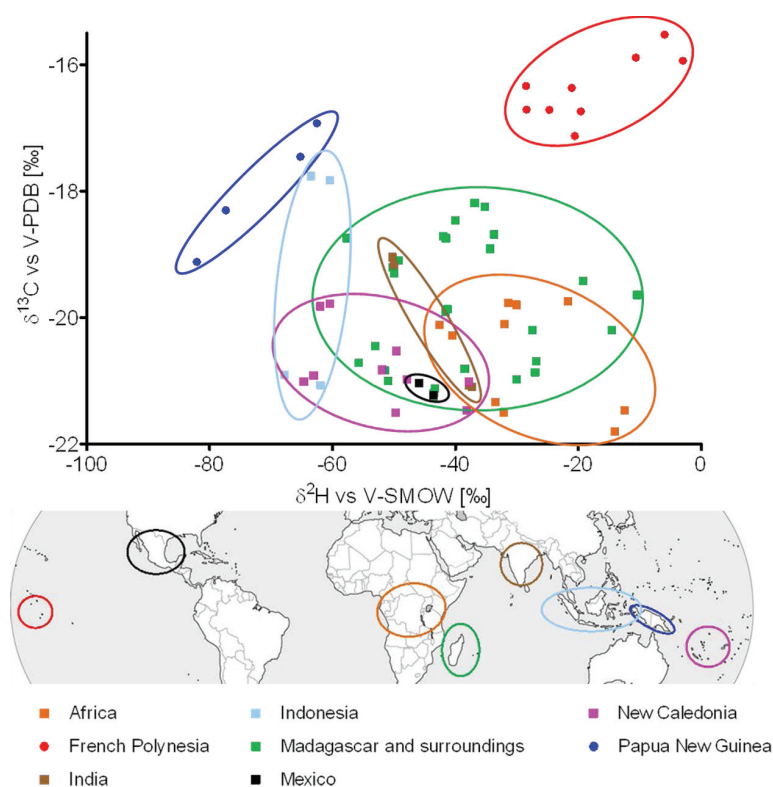 δ¹³C vs V-PDB [‰]
-16
-18
-20
-22
-100
-80
-60
-40
-20
0
δ²H vs V-SMOW [‰]
Africa
Indonesia
New Caledonia
French Polynesia
Madagascar and surroundings
Papua New Guinea
India
Mexico